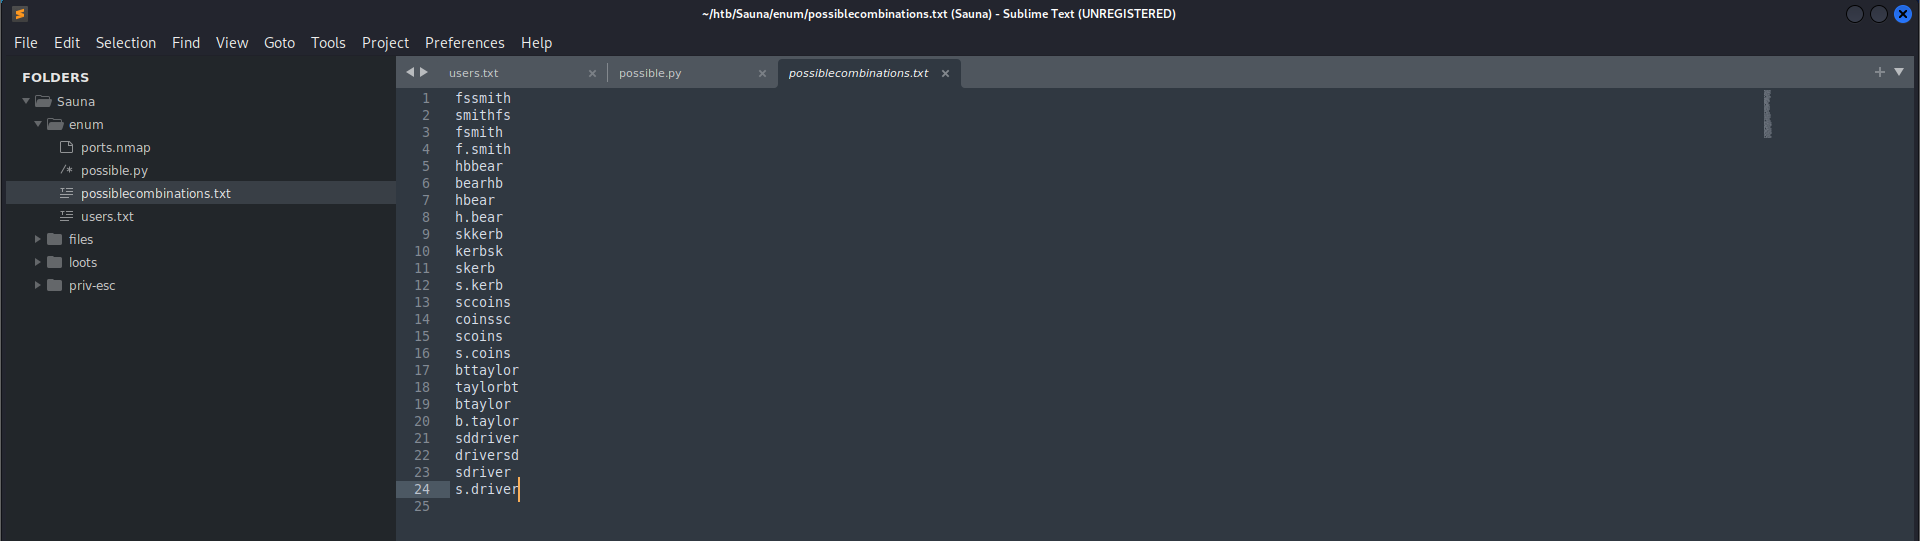 ~/htb/Sauna/enum/possiblecombinations.txt (Sauna) - Sublime Text (UNREGISTERED)
File Edit Selection Find View Goto Tools Project Preferences Help
FOLDERS
Sauna
enum
ports.nmap
/* possible.py
possiblecombinations.txt
users.txt
files
loots
priv-esc
users.txt × possible.py × possiblecombinations.txt ×
1 fssmith
2 smithfs
3 fsmith
4 f.smith
5 hbbear
6 bearhb
7 hbear
8 h.bear
9 skkerb
10 kerbsk
11 skerb
12 s.kerb
13 sccoins
14 coinssc
15 scoins
16 s.coins
17 bttaylor
18 taylorbt
19 btaylor
20 b.taylor
21 sddriver
22 driversd
23 sdriver
24 s.driver
25